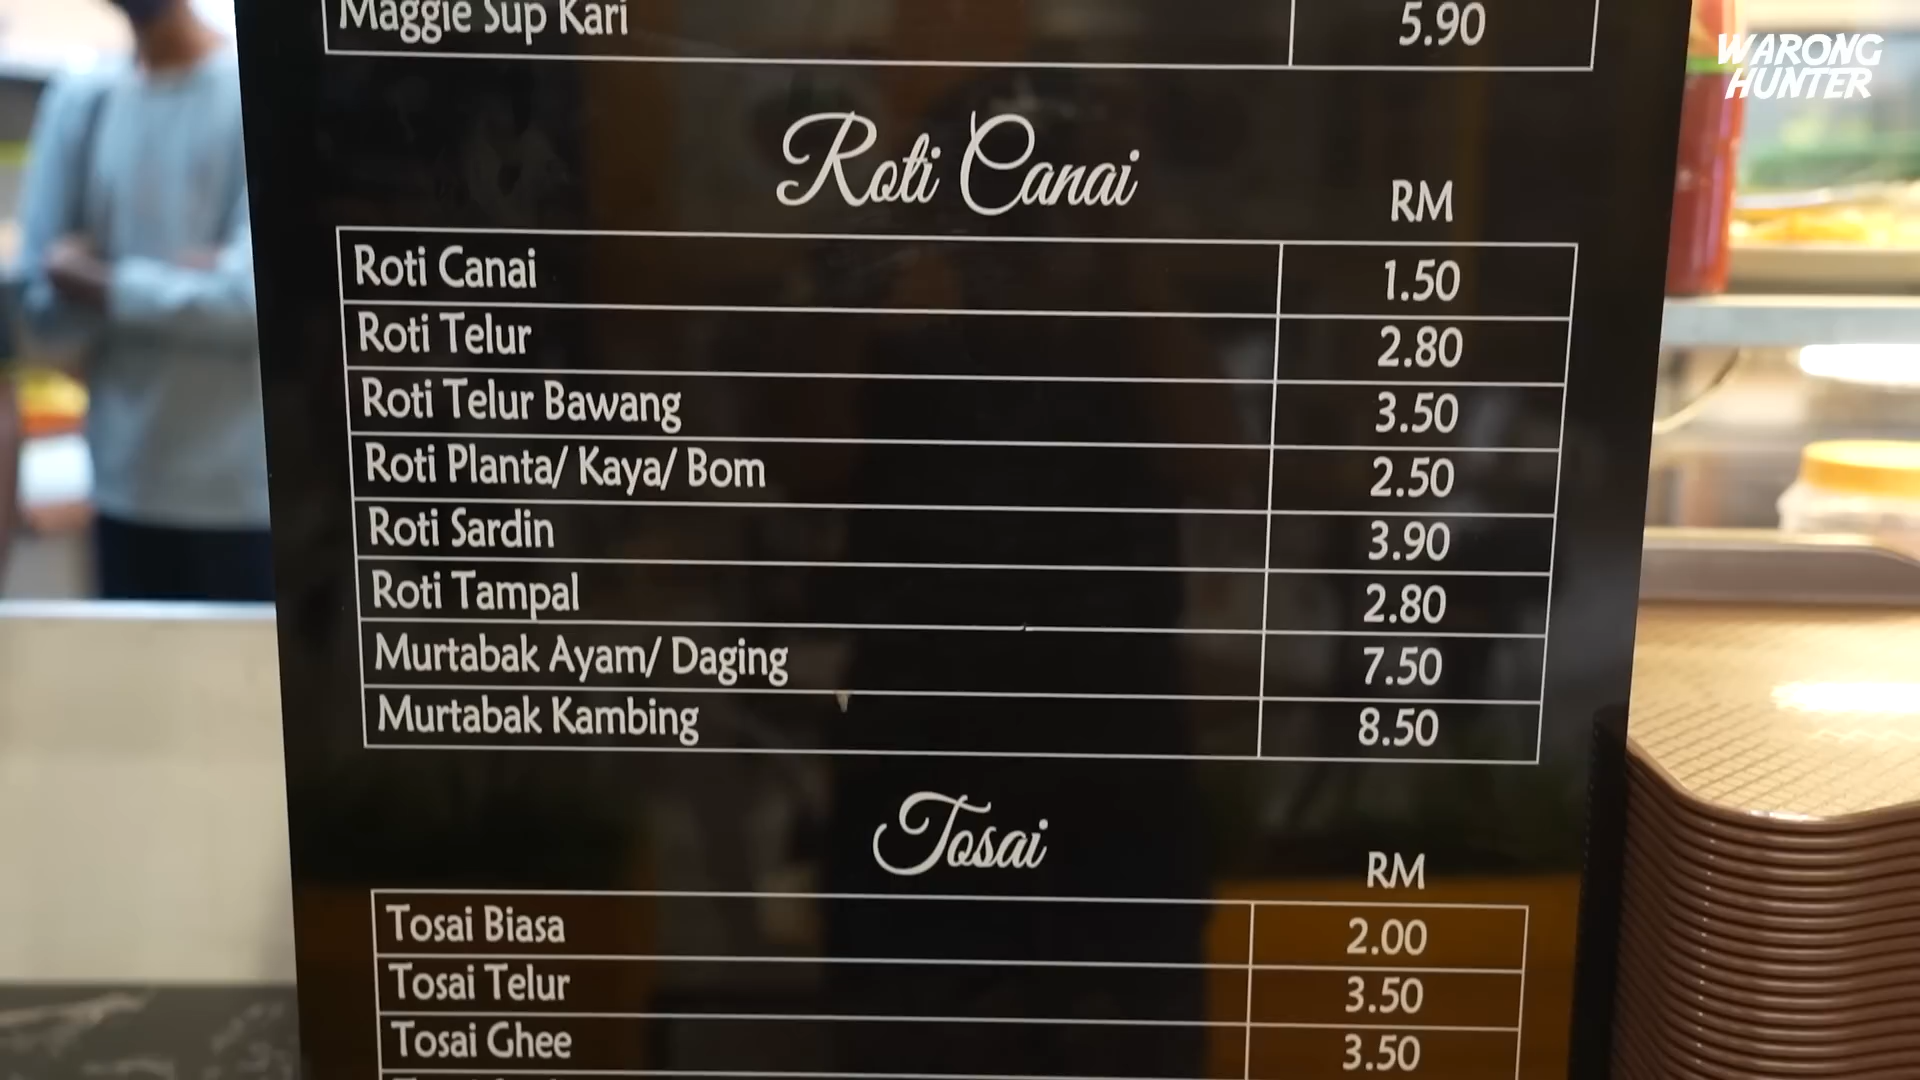 Maggie Sup Kari 5.90
WARONG
HUNTER
Roti Canai
RM
Roti Canai 1.50
Roti Telur 2.80
Roti Telur Bawang 3.50
Roti Planta/ Kaya/ Bom 2.50
Roti Sardin 3.90
Roti Tampal 2.80
Murtabak Ayam/ Daging 7.50
Murtabak Kambing 8.50
Tosai
RM
Tosai Biasa 2.00
Tosai Telur 3.50
Tosai Ghee 3.50